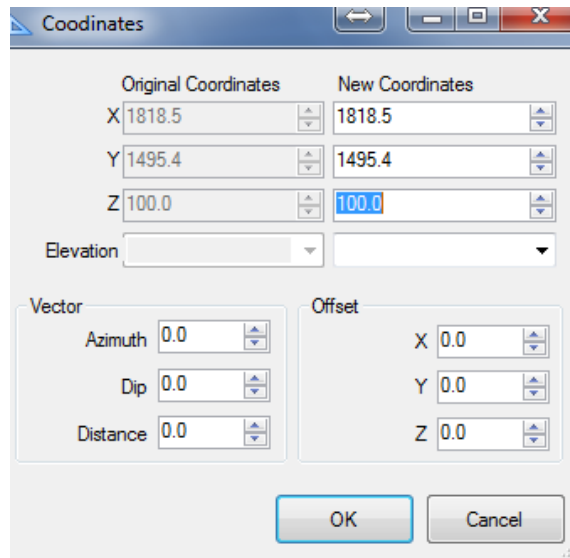 Coodinates
Original Coordinates New Coordinates
X 1818.5 1818.5
Y 1495.4 1495.4
Z 100.0 100.0
Elevation
Vector Offset
Azimuth 0.0 X 0.0
Dip 0.0 Y 0.0
Distance 0.0 Z 0.0
OK Cancel